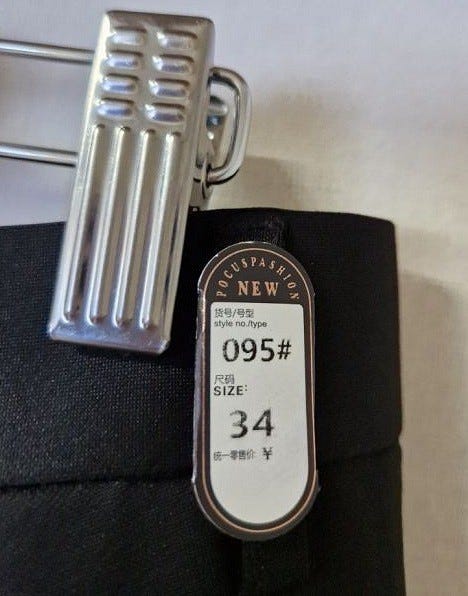 POCUSPASHION
NEW
货号/号型
style no./type
095#
尺码
SIZE:
34
统一零售价: ¥